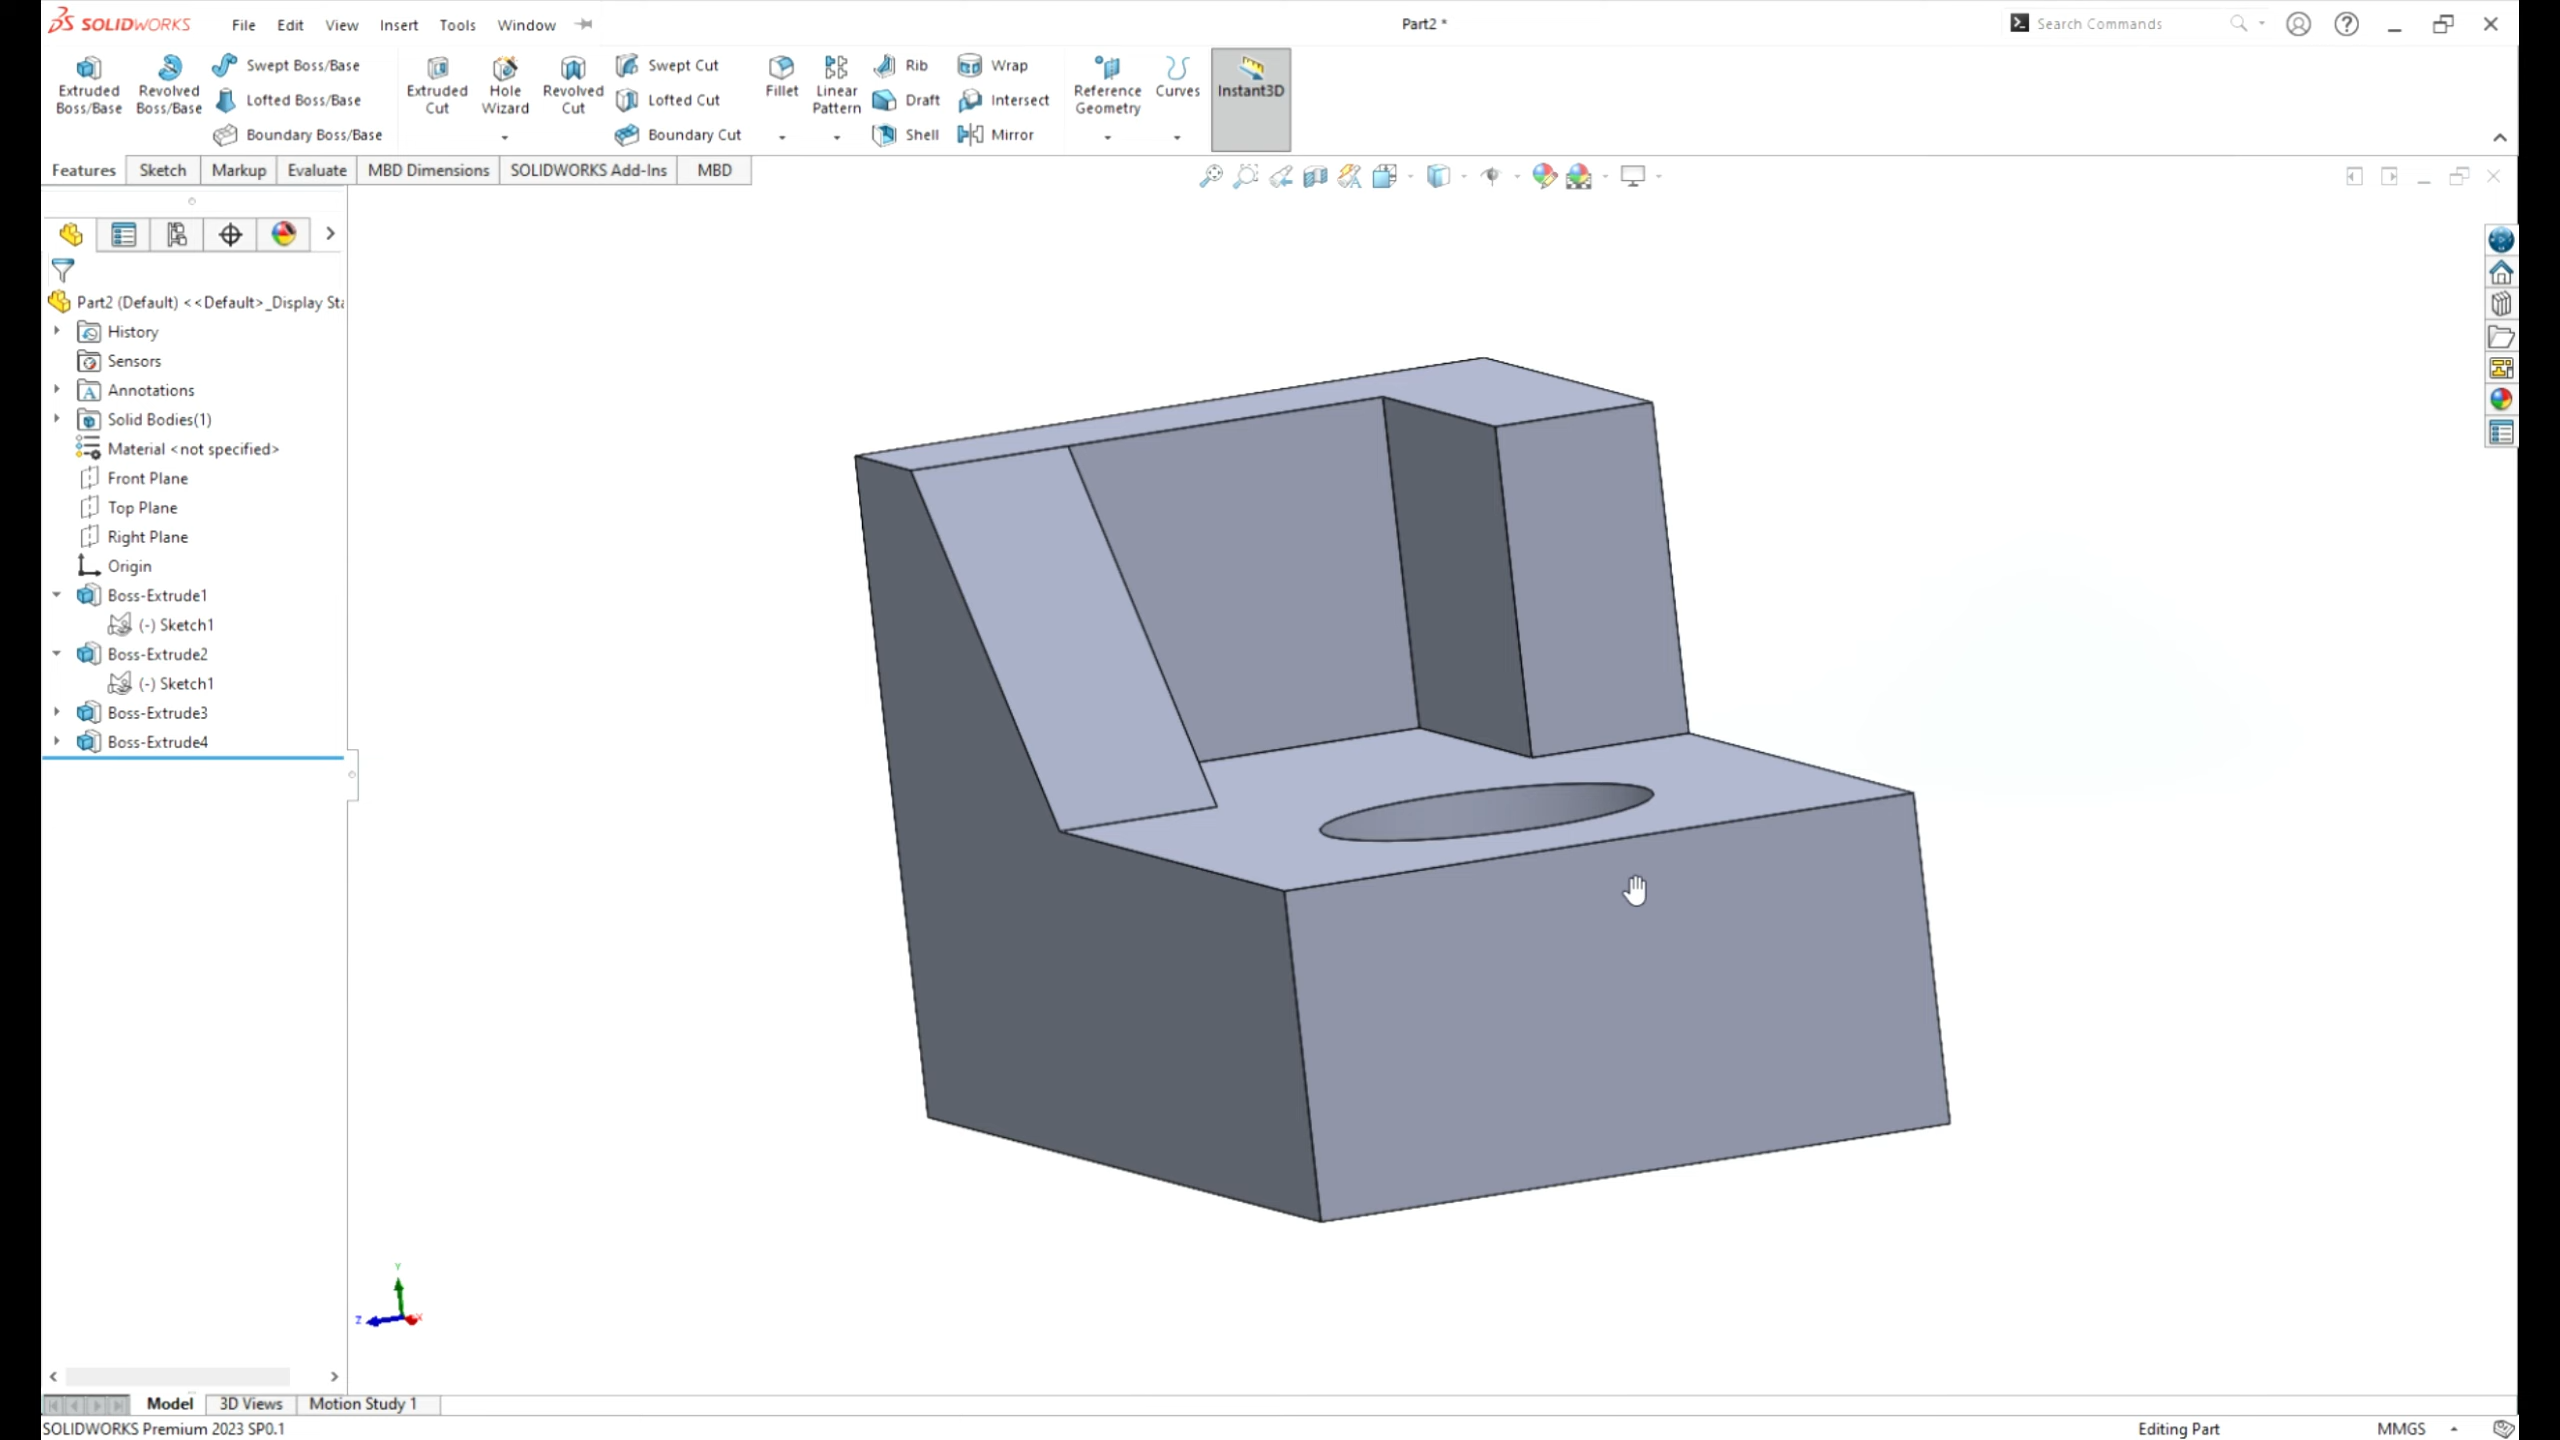 SOLIDWORKS File Edit View Insert Tools Window Part2 * Search Commands
Extruded Boss/Base
Revolved Boss/Base
Swept Boss/Base
Lofted Boss/Base
Boundary Boss/Base
Extruded Cut
Hole Wizard
Revolved Cut
Swept Cut
Lofted Cut
Boundary Cut
Fillet
Linear Pattern
Rib
Draft
Shell
Wrap
Intersect
Mirror
Reference Geometry
Curves
Instant3D
Features Sketch Markup Evaluate MBD Dimensions SOLIDWORKS Add-Ins MBD
Part2 (Default) <<Default>_Display Sta
History
Sensors
Annotations
Solid Bodies(1)
Material <not specified>
Front Plane
Top Plane
Right Plane
Origin
Boss-Extrude1
(-) Sketch1
Boss-Extrude2
(-) Sketch1
Boss-Extrude3
Boss-Extrude4
Y
Z X
Model 3D Views Motion Study 1
SOLIDWORKS Premium 2023 SP0.1 Editing Part MMGS